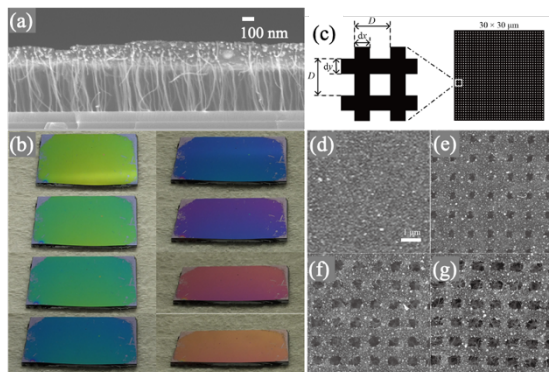 (a)
100 nm
(b)
(c)
D
dx
dy
D
30 × 30 μm
(d)
1 μm
(e)
(f)
(g)